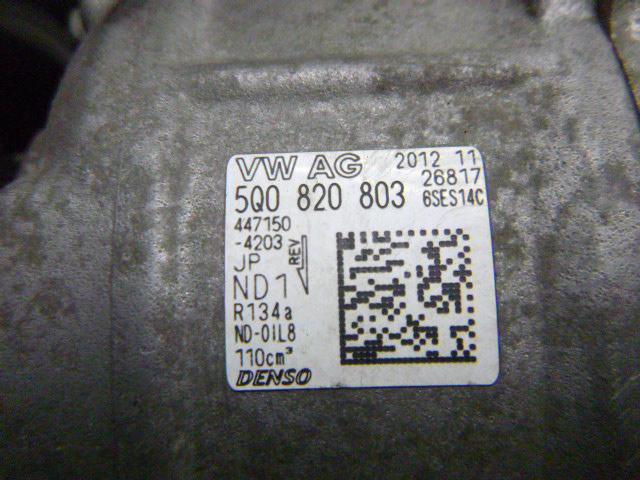 VW AG 2012 11
26817
5Q0 820 803 6SES14C
447150
-4203
REV
JP
ND1
R134a
ND-OIL8
110cm³
DENSO